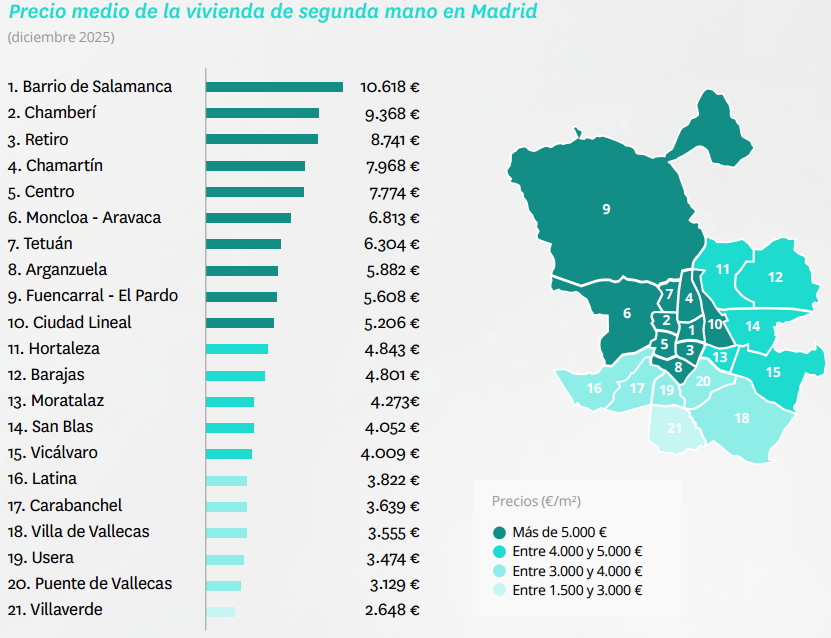 Precio medio de la vivienda de segunda mano en Madrid
(diciembre 2025)
1. Barrio de Salamanca 10.618 €
2. Chamberí 9.368 €
3. Retiro 8.741 €
4. Chamartín 7.968 €
5. Centro 7.774 €
6. Moncloa - Aravaca 6.813 €
7. Tetuán 6.304 €
8. Arganzuela 5.882 €
9. Fuencarral - El Pardo 5.608 €
10. Ciudad Lineal 5.206 €
11. Hortaleza 4.843 €
12. Barajas 4.801 €
13. Moratalaz 4.273€
14. San Blas 4.052 €
15. Vicálvaro 4.009 €
16. Latina 3.822 €
17. Carabanchel 3.639 €
18. Villa de Vallecas 3.555 €
19. Usera 3.474 €
20. Puente de Vallecas 3.129 €
21. Villaverde 2.648 €
9
11
12
7
4
6
2
10
14
1
5
3
13
8
15
16
17
19
20
18
21
Precios (€/m²)
Más de 5.000 €
Entre 4.000 y 5.000 €
Entre 3.000 y 4.000 €
Entre 1.500 y 3.000 €